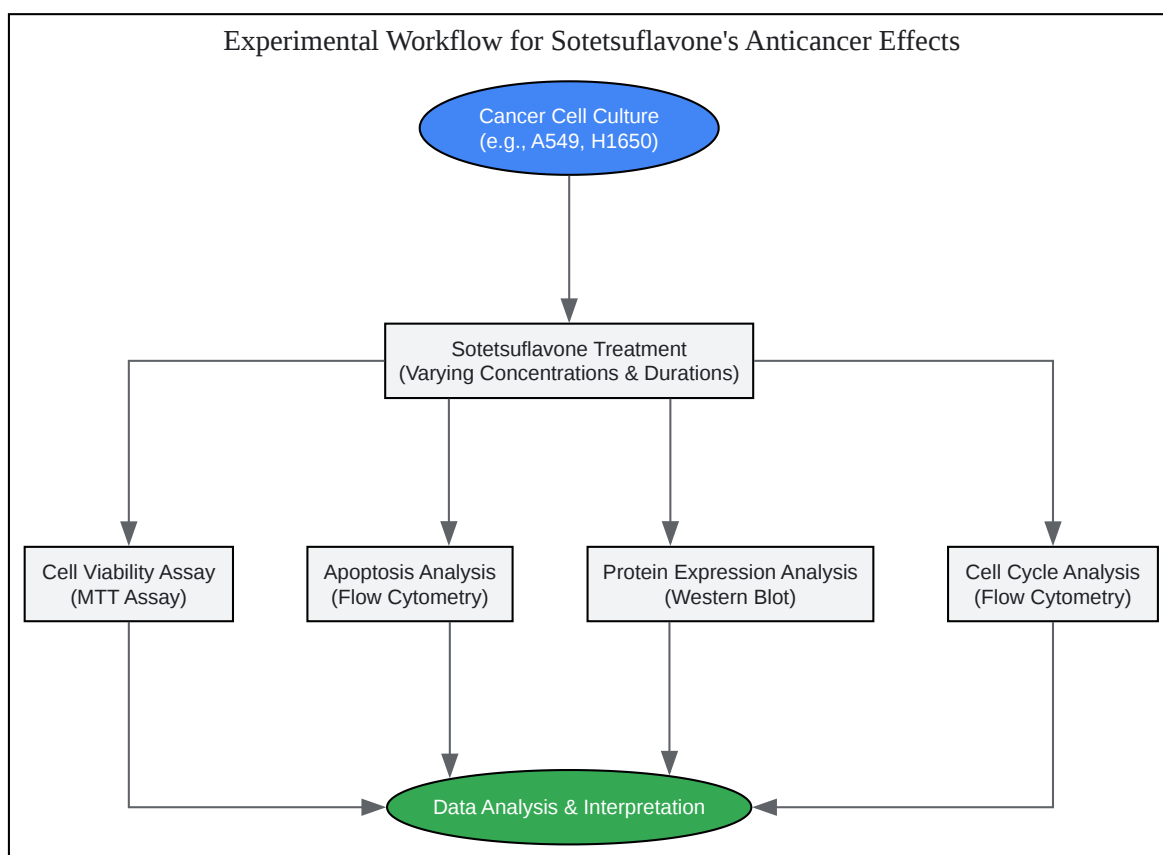 Experimental Workflow for Sotetsuflavone's Anticancer Effects
Cancer Cell Culture
(e.g., A549, H1650)
Sotetsuflavone Treatment
(Varying Concentrations & Durations)
Cell Viability Assay
(MTT Assay)
Apoptosis Analysis
(Flow Cytometry)
Protein Expression Analysis
(Western Blot)
Cell Cycle Analysis
(Flow Cytometry)
Data Analysis & Interpretation